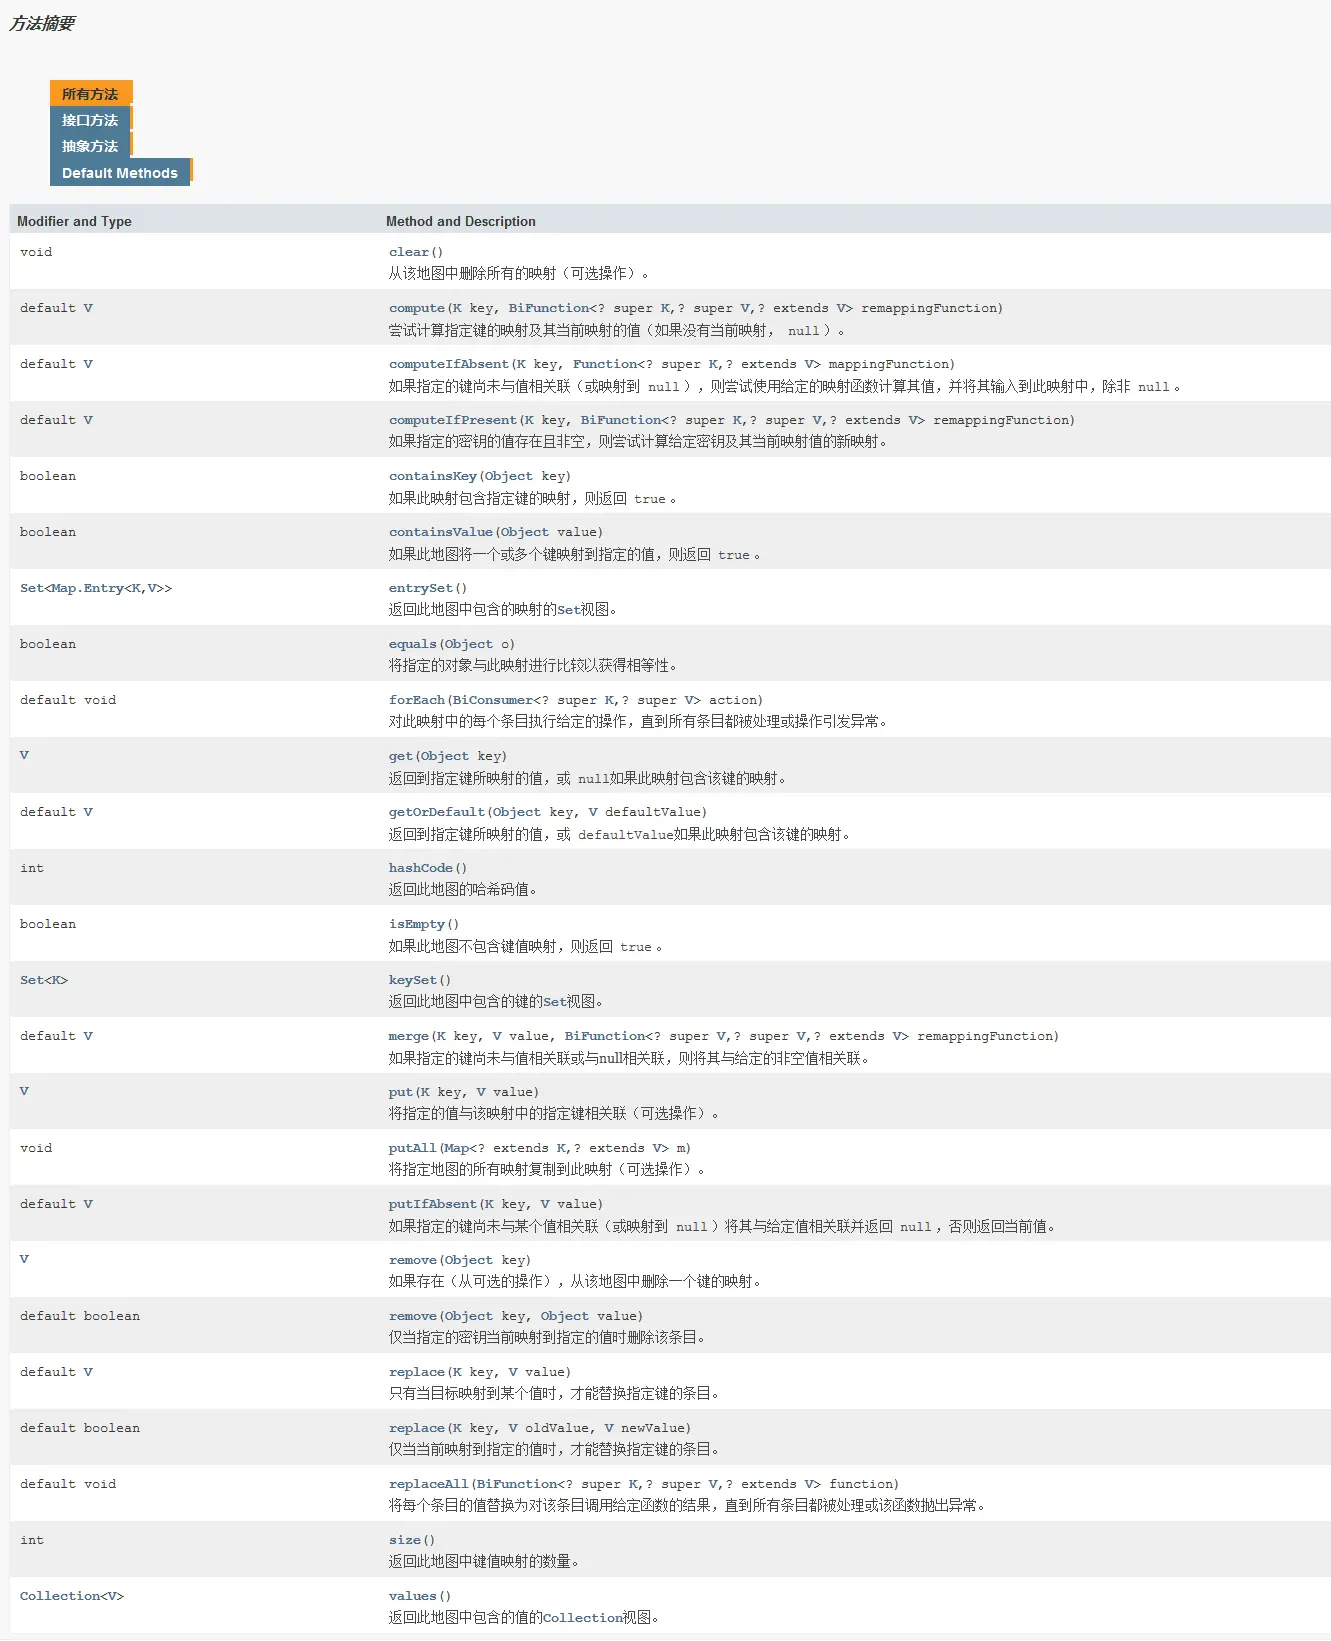 方法摘要
所有方法
接口方法
抽象方法
Default Methods
Modifier and Type Method and Description
void clear()
从该地图中删除所有的映射（可选操作）。
default V compute(K key, BiFunction<? super K,? super V,? extends V> remappingFunction)
尝试计算指定键的映射及其当前映射的值（如果没有当前映射， null ）。
default V computeIfAbsent(K key, Function<? super K,? extends V> mappingFunction)
如果指定的键尚未与值相关联（或映射到 null ），则尝试使用给定的映射函数计算其值，并将其输入到此映射中，除非 null 。
default V computeIfPresent(K key, BiFunction<? super K,? super V,? extends V> remappingFunction)
如果指定的密钥的值存在且非空，则尝试计算给定密钥及其当前映射值的新映射。
boolean containsKey(Object key)
如果此映射包含指定键的映射，则返回 true 。
boolean containsValue(Object value)
如果此地图将一个或多个键映射到指定的值，则返回 true 。
Set<Map.Entry<K,V>> entrySet()
返回此地图中包含的映射的Set视图。
boolean equals(Object o)
将指定的对象与此映射进行比较以获得相等性。
default void forEach(BiConsumer<? super K,? super V> action)
对此映射中的每个条目执行给定的操作，直到所有条目都被处理或操作引发异常。
V get(Object key)
返回到指定键所映射的值，或 null如果此映射包含该键的映射。
default V getOrDefault(Object key, V defaultValue)
返回到指定键所映射的值，或 defaultValue如果此映射包含该键的映射。
int hashCode()
返回此地图的哈希码值。
boolean isEmpty()
如果此地图不包含键值映射，则返回 true 。
Set<K> keySet()
返回此地图中包含的键的Set视图。
default V merge(K key, V value, BiFunction<? super V,? super V,? extends V> remappingFunction)
如果指定的键尚未与值相关联或与null相关联，则将其与给定的非空值相关联。
V put(K key, V value)
将指定的值与该映射中的指定键相关联（可选操作）。
void putAll(Map<? extends K,? extends V> m)
将指定地图的所有映射复制到此映射（可选操作）。
default V putIfAbsent(K key, V value)
如果指定的键尚未与某个值相关联（或映射到 null ）将其与给定值相关联并返回 null ，否则返回当前值。
V remove(Object key)
如果存在（从可选的操作），从该地图中删除一个键的映射。
default boolean remove(Object key, Object value)
仅当指定的密钥当前映射到指定的值时删除该条目。
default V replace(K key, V value)
只有当目标映射到某个值时，才能替换指定键的条目。
default boolean replace(K key, V oldValue, V newValue)
仅当当前映射到指定的值时，才能替换指定键的条目。
default void replaceAll(BiFunction<? super K,? super V,? extends V> function)
将每个条目的值替换为对该条目调用给定函数的结果，直到所有条目都被处理或该函数抛出异常。
int size()
返回此地图中键值映射的数量。
Collection<V> values()
返回此地图中包含的值的Collection视图。